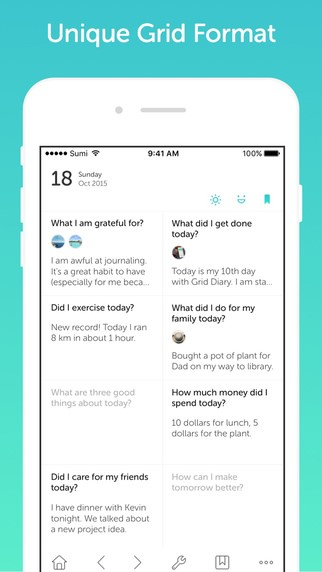 Unique Grid Format
●●●●● Sumi 9:41 AM 100%
18 Sunday
Oct 2015
What I am grateful for?
I am awful at journaling.
It's a great habit to have
(especially for me beca...
What did I get done
today?
Today is my 10th day
with Grid Diary. I am sta...
Did I exercise today?
New record! Today I ran
8 km in about 1 hour.
What did I do for my
family today?
Bought a pot of plant for
Dad on my way to library.
What are three good
things about today?
How much money did I
spend today?
10 dollars for lunch, 5
dollars for the plant.
Did I care for my friends
today?
I have dinner with Kevin
tonight. We talked about
a new project idea.
How can I make
tomorrow better?